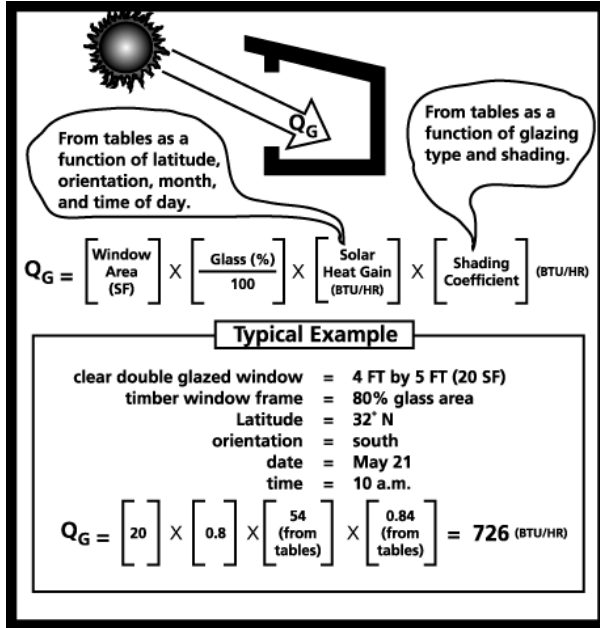 Q_G
From tables as a
function of latitude,
orientation, month,
and time of day.
From tables as a
function of glazing
type and shading.
Q_G = [Window Area (SF)] X [Glass (%) / 100] X [Solar Heat Gain (BTU/HR)] X [Shading Coefficient] (BTU/HR)
Typical Example
clear double glazed window = 4 FT by 5 FT (20 SF)
timber window frame = 80% glass area
Latitude = 32° N
orientation = south
date = May 21
time = 10 a.m.
Q_G = [20] X [0.8] X [54 (from tables)] X [0.84 (from tables)] = 726 (BTU/HR)